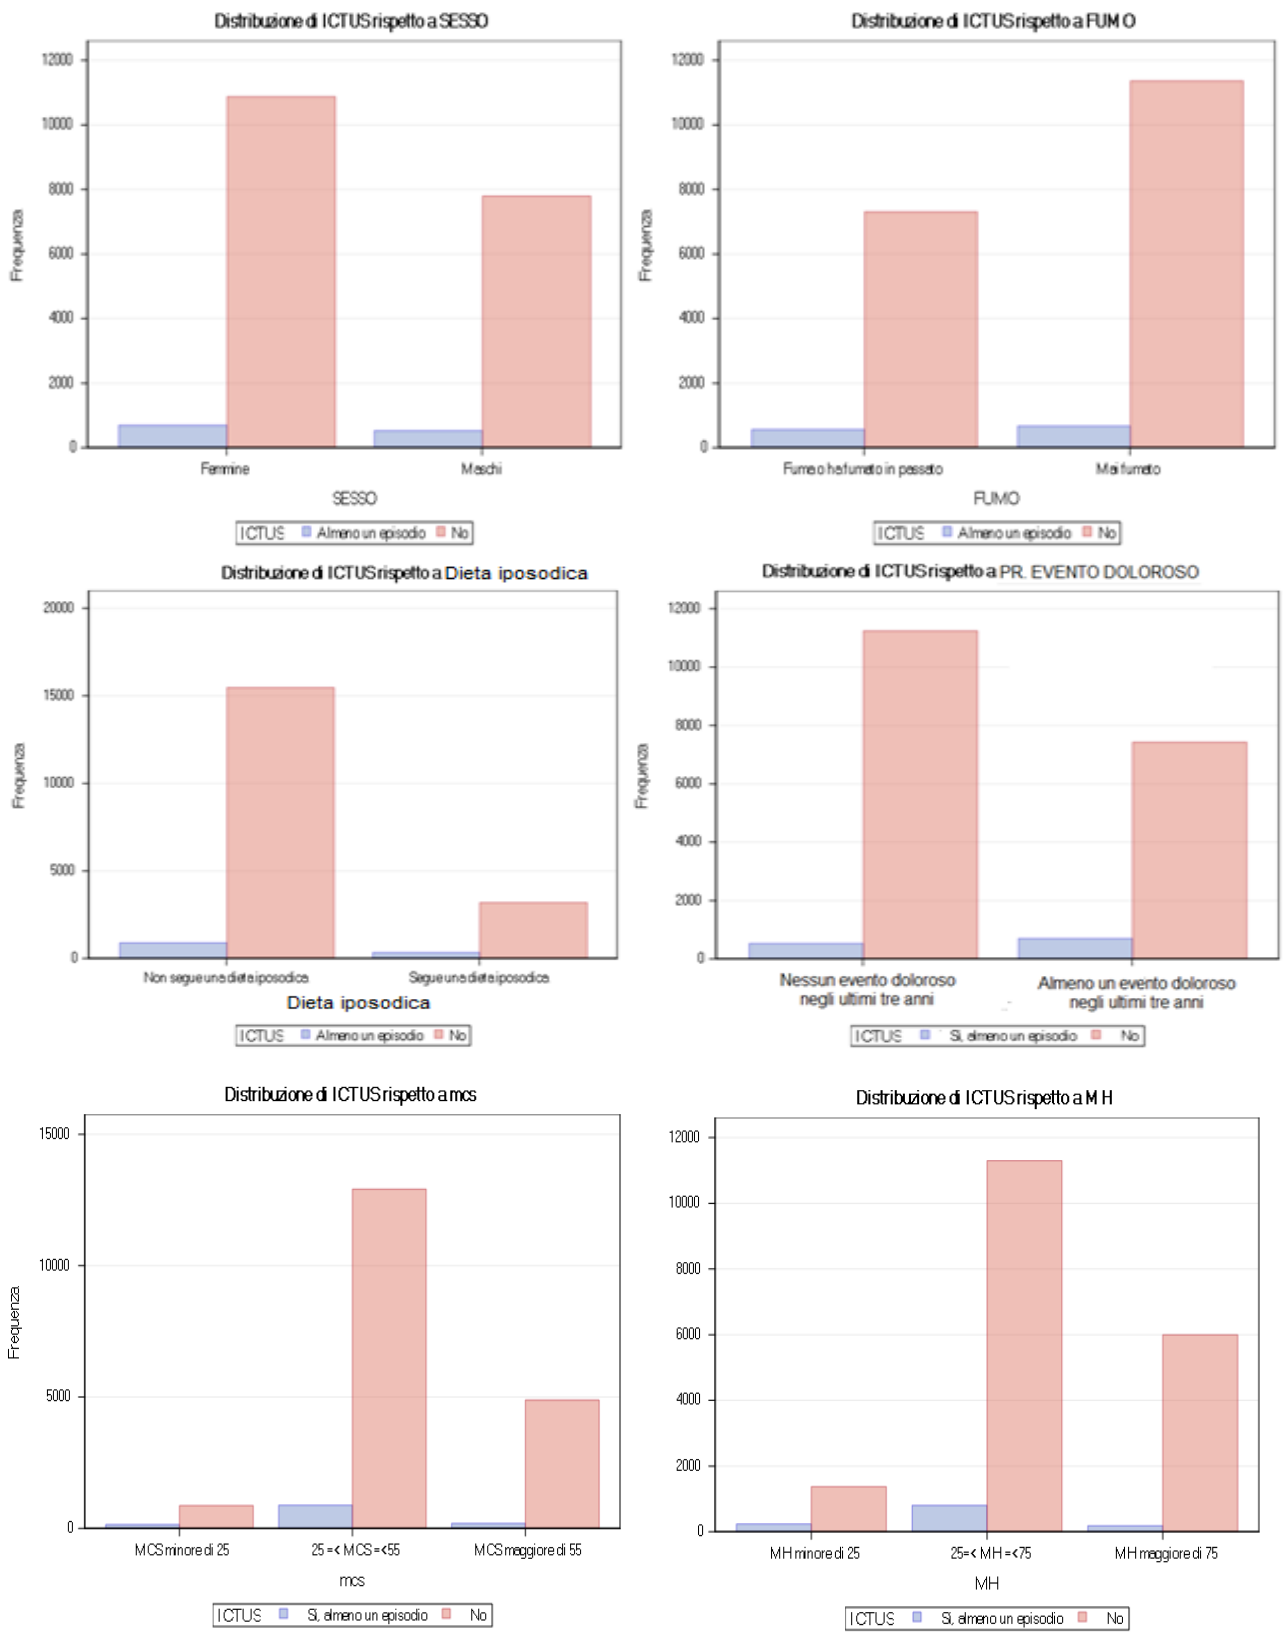 Distribuzione di ICTUS rispetto a SESSO
12000
10000
8000
6000
4000
2000
0
Frequenza
Femmine Maschi
SESSO
ICTUS Almeno un episodio No
Distribuzione di ICTUS rispetto a FUMO
12000
10000
8000
6000
4000
2000
0
Frequenza
Fuma o ha fumato in passato Mai fumato
FUMO
ICTUS Almeno un episodio No
Distribuzione di ICTUS rispetto a Dieta iposodica
20000
15000
10000
5000
0
Frequenza
Non segue una dieta iposodica Segue una dieta iposodica
Dieta iposodica
ICTUS Almeno un episodio No
Distribuzione di ICTUS rispetto a PR. EVENTO DOLOROSO
12000
10000
8000
6000
4000
2000
0
Frequenza
Nessun evento doloroso Almeno un evento doloroso
negli ultimi tre anni negli ultimi tre anni
ICTUS Si, almeno un episodio No
Distribuzione di ICTUS rispetto a mcs
15000
10000
5000
0
Frequenza
MCS minore di 25 25 =< MCS =<55 MCS maggiore di 55
mcs
ICTUS Si, almeno un episodio No
Distribuzione di ICTUS rispetto a MH
12000
10000
8000
6000
4000
2000
0
MH minore di 25 25=< MH =<75 MH maggiore di 75
MH
ICTUS Si, almeno un episodio No